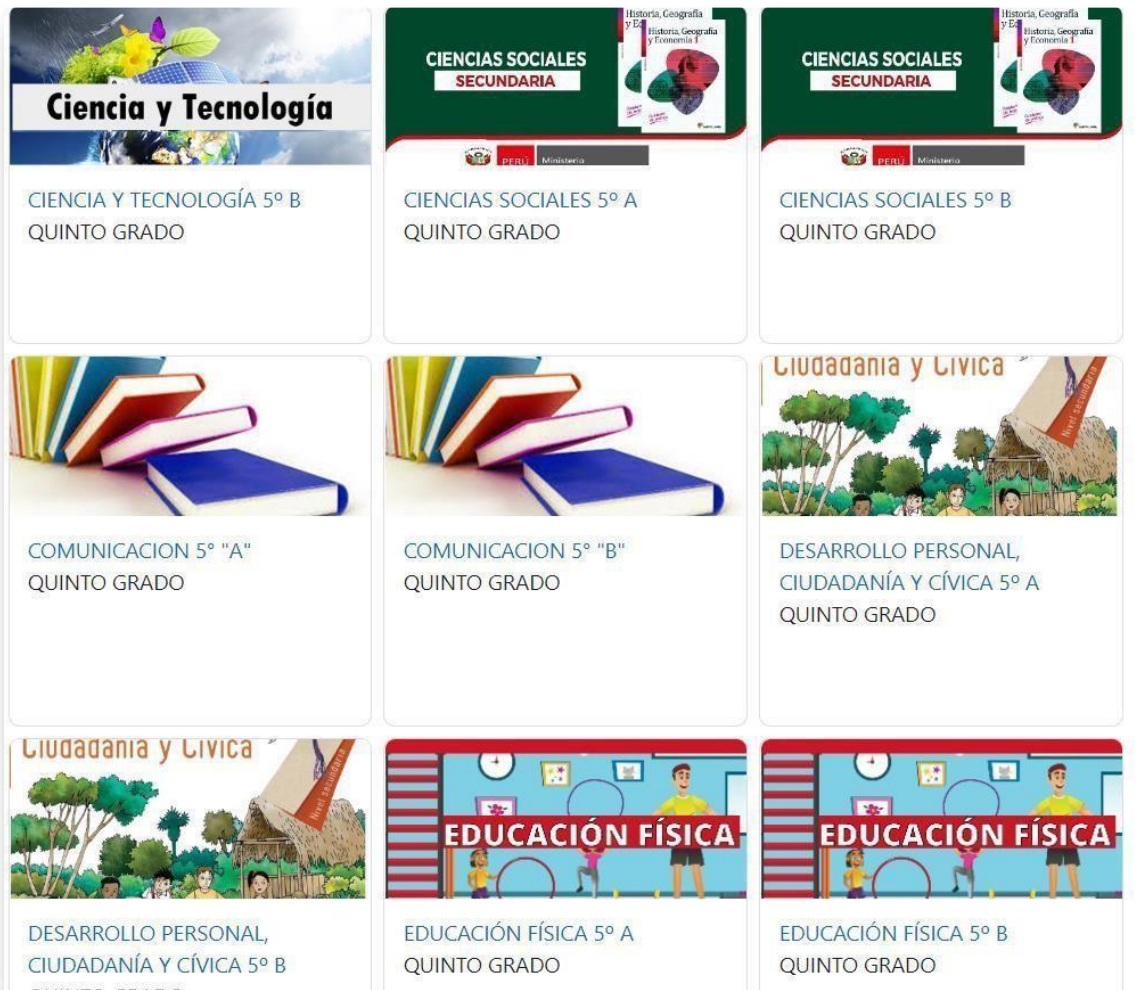 Ciencia y Tecnología
CIENCIAS SOCIALES
SECUNDARIA
Historia, Geografía
y
Historia, Geografía
y Economía 1
PERÚ Ministerio
CIENCIAS SOCIALES
SECUNDARIA
Historia, Geografía
y
Historia, Geografía
y Economía 1
PERÚ Ministerio
CIENCIA Y TECNOLOGÍA 5º B
QUINTO GRADO
CIENCIAS SOCIALES 5º A
QUINTO GRADO
CIENCIAS SOCIALES 5º B
QUINTO GRADO
Ciudadanía y Cívica
Nivel secundaria
COMUNICACION 5° "A"
QUINTO GRADO
COMUNICACION 5° "B"
QUINTO GRADO
DESARROLLO PERSONAL,
CIUDADANÍA Y CÍVICA 5º A
QUINTO GRADO
Ciudadanía y Cívica
Nivel secundaria
EDUCACIÓN FÍSICA
EDUCACIÓN FÍSICA
DESARROLLO PERSONAL,
CIUDADANÍA Y CÍVICA 5º B
EDUCACIÓN FÍSICA 5º A
QUINTO GRADO
EDUCACIÓN FÍSICA 5º B
QUINTO GRADO